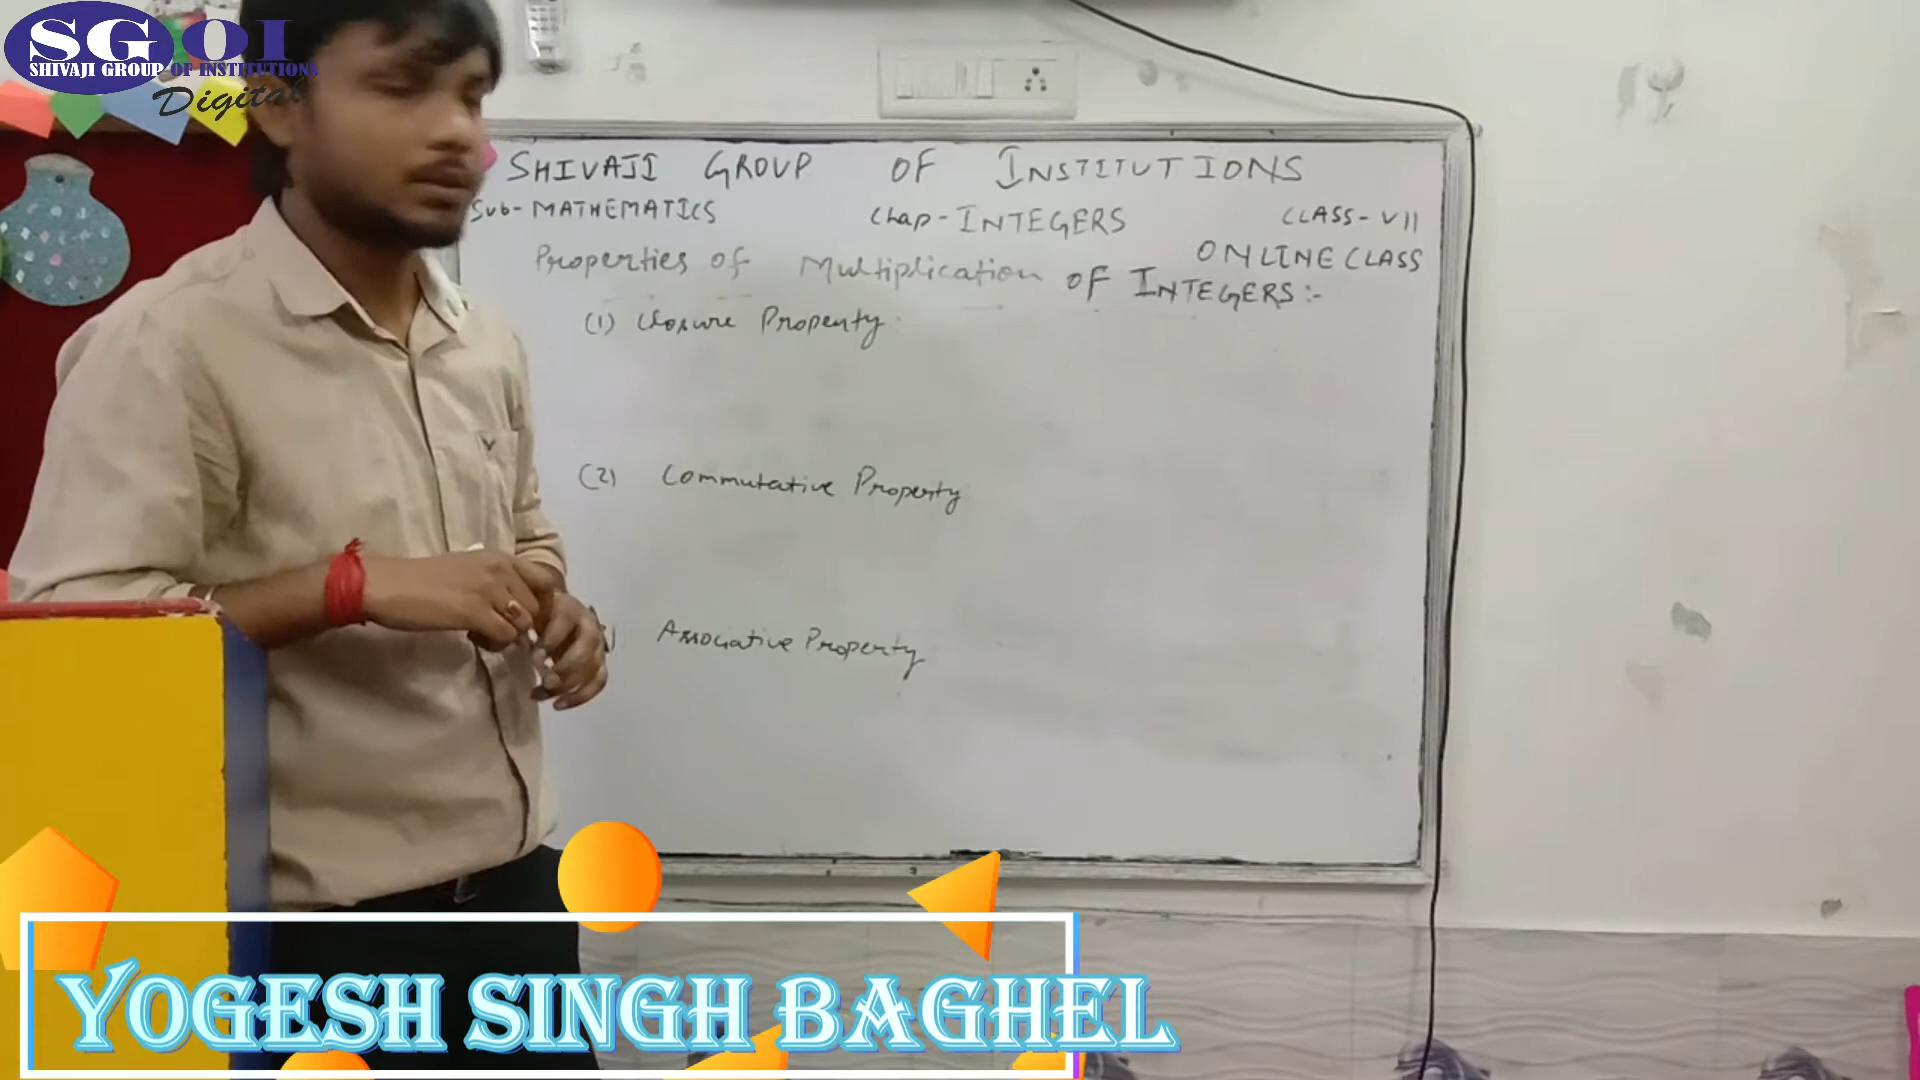 SGOI
SHIVAJI GROUP OF INSTITUTIONS
Digital
SHIVAJI GROUP OF INSTITUTIONS
Sub- MATHEMATICS Chap- INTEGERS CLASS- VII
ONLINE CLASS
Properties of Multiplication OF INTEGERS:-
(1) Closure Property
(2) Commutative Property
Associative Property
YOGESH SINGH BAGHEL